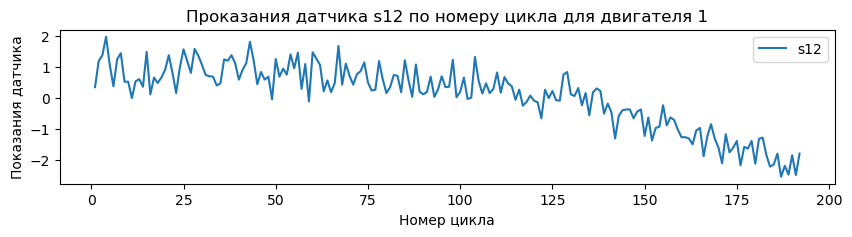 Проказания датчика s12 по номеру цикла для двигателя 1
s12
Показания датчика
2
1
0
−1
−2
0 25 50 75 100 125 150 175 200
Номер цикла